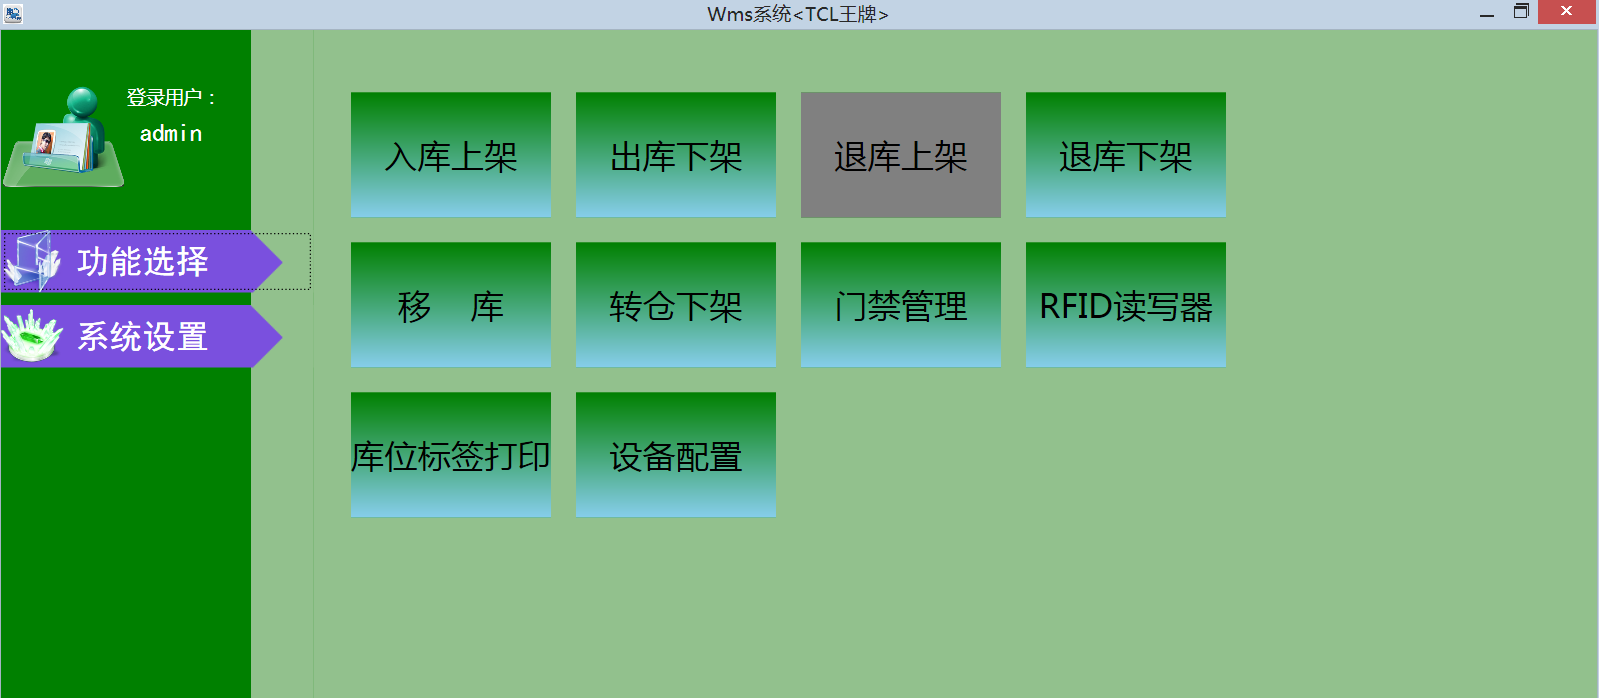 Wms系统<TCL王牌>
登录用户：
admin
功能选择
系统设置
入库上架
出库下架
退库上架
退库下架
移 库
转仓下架
门禁管理
RFID读写器
库位标签打印
设备配置